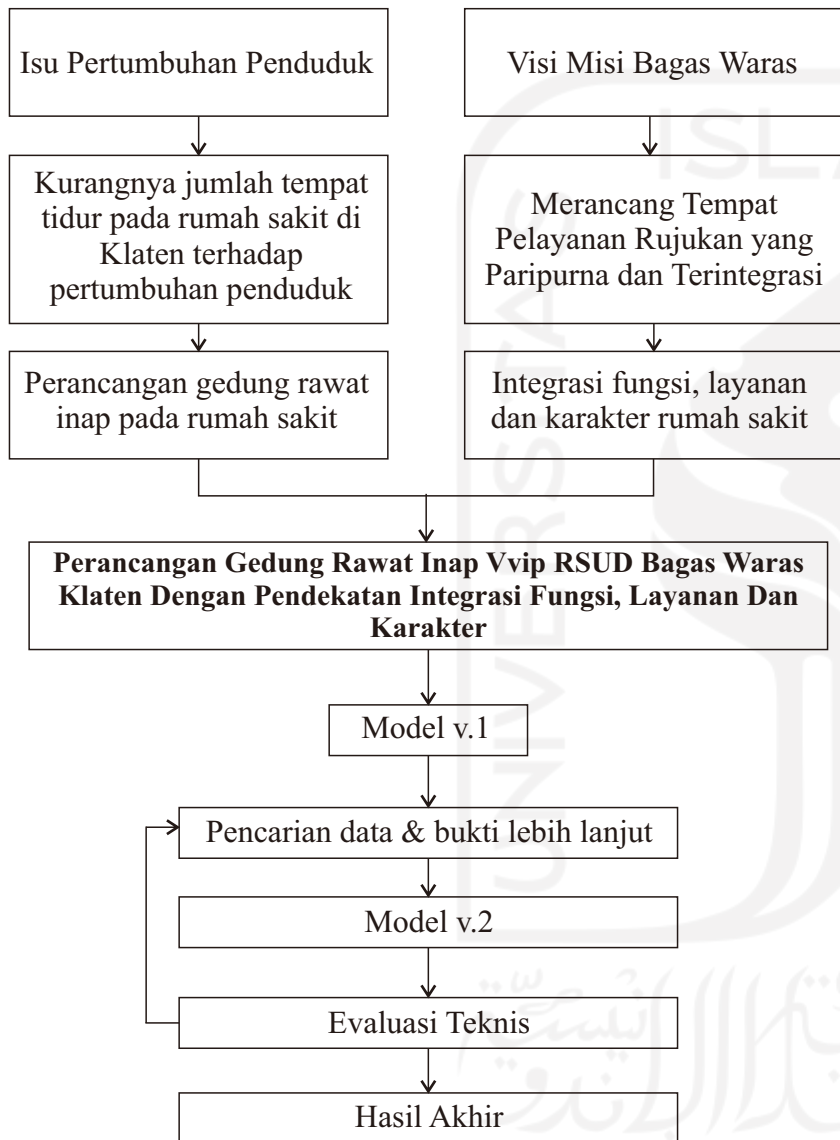 Isu Pertumbuhan Penduduk
Visi Misi Bagas Waras
Kurangnya jumlah tempat
tidur pada rumah sakit di
Klaten terhadap
pertumbuhan penduduk
Merancang Tempat
Pelayanan Rujukan yang
Paripurna dan Terintegrasi
Perancangan gedung rawat
inap pada rumah sakit
Integrasi fungsi, layanan
dan karakter rumah sakit
Perancangan Gedung Rawat Inap Vvip RSUD Bagas Waras
Klaten Dengan Pendekatan Integrasi Fungsi, Layanan Dan
Karakter
Model v.1
Pencarian data & bukti lebih lanjut
Model v.2
Evaluasi Teknis
Hasil Akhir
UNIVERSITAS
ISLA